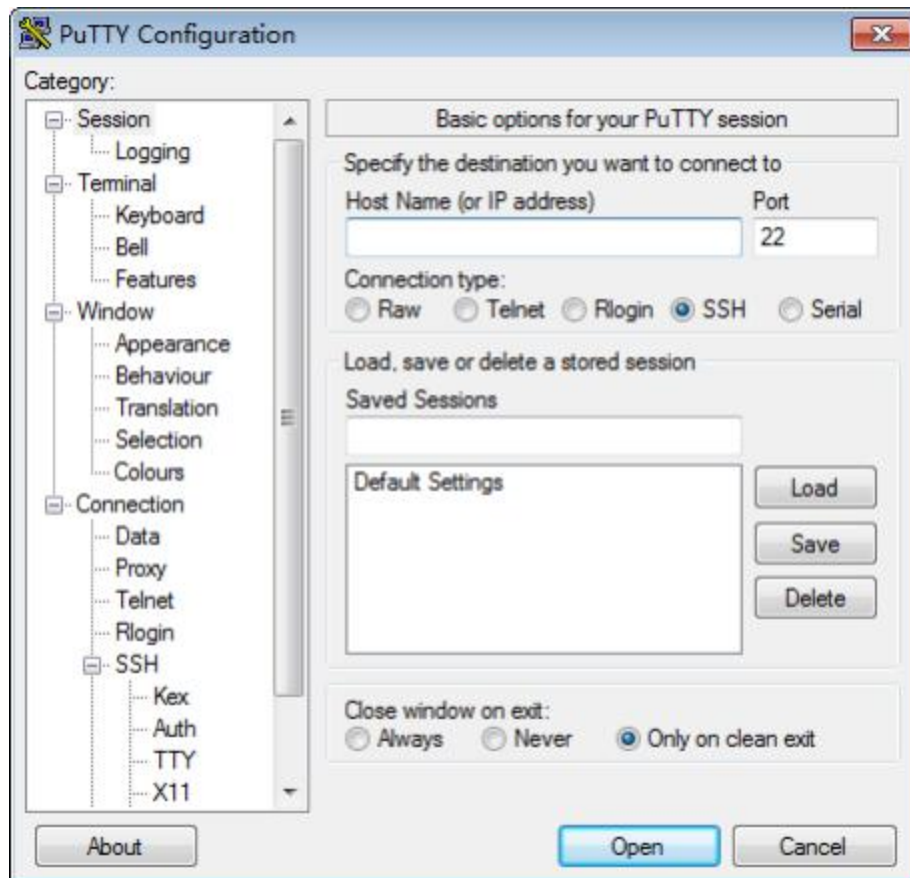 PuTTY Configuration
Category:
Session
Logging
Terminal
Keyboard
Bell
Features
Window
Appearance
Behaviour
Translation
Selection
Colours
Connection
Data
Proxy
Telnet
Rlogin
SSH
Kex
Auth
TTY
X11
Basic options for your PuTTY session
Specify the destination you want to connect to
Host Name (or IP address) Port
22
Connection type:
Raw Telnet Rlogin SSH Serial
Load, save or delete a stored session
Saved Sessions
Default Settings
Load
Save
Delete
Close window on exit:
Always Never Only on clean exit
About Open Cancel